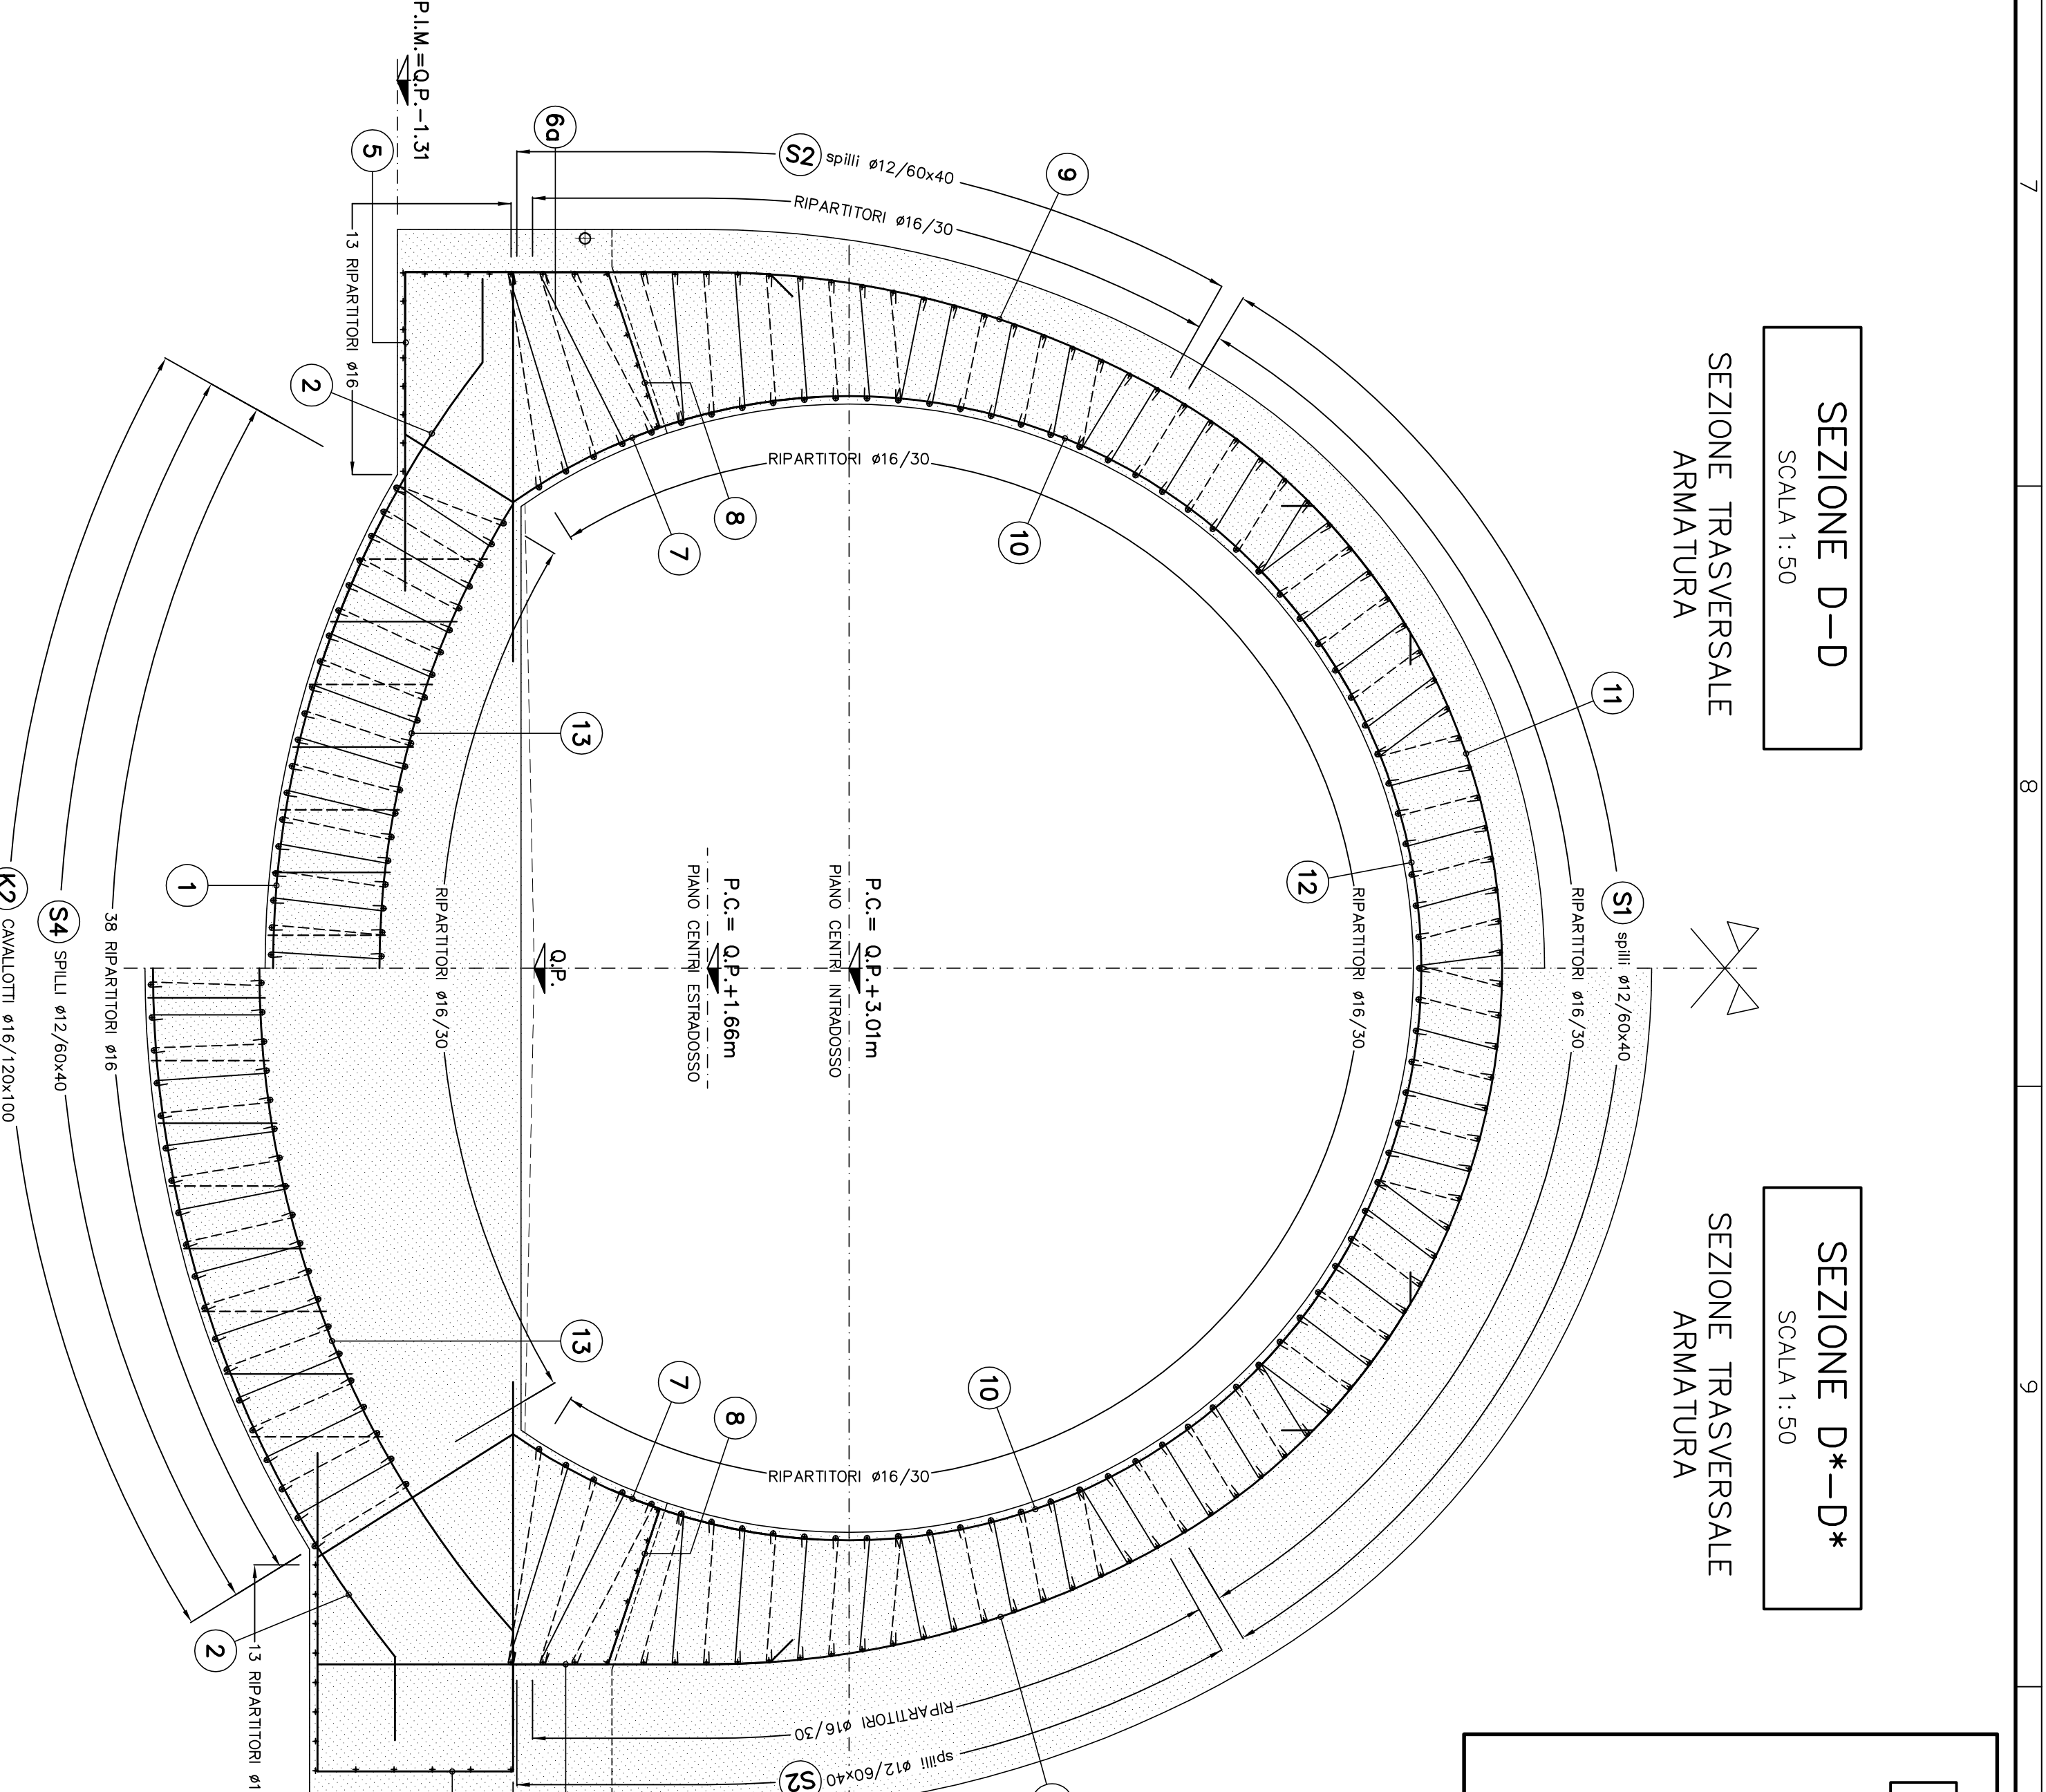 SEZIONE D–D
SCALA 1:50
SEZIONE TRASVERSALE
ARMATURA
SEZIONE D*–D*
SCALA 1:50
SEZIONE TRASVERSALE
ARMATURA
7
8
9
S1 spilli ø12/60x40
RIPARTITORI ø16/30
RIPARTITORI ø16/30
11
12
9
10
10
S2 spilli ø12/60x40
RIPARTITORI ø16/30
RIPARTITORI ø16/30
RIPARTITORI ø16/30
RIPARTITORI ø16/30
S2 spilli ø12/60x40
P.C.= Q.P.+3.01m
PIANO CENTRI INTRADOSSO
P.C.= Q.P.+1.66m
PIANO CENTRI ESTRADOSSO
Q.P.
8
7
8
7
6a
P.I.M.=Q.P.–1.31
5
13 RIPARTITORI ø16
2
13
13
RIPARTITORI ø16/30
1
2
13 RIPARTITORI ø1
38 RIPARTITORI ø16
S4 SPILLI ø12/60x40
K2 CAVALLOTTI ø16/120x100